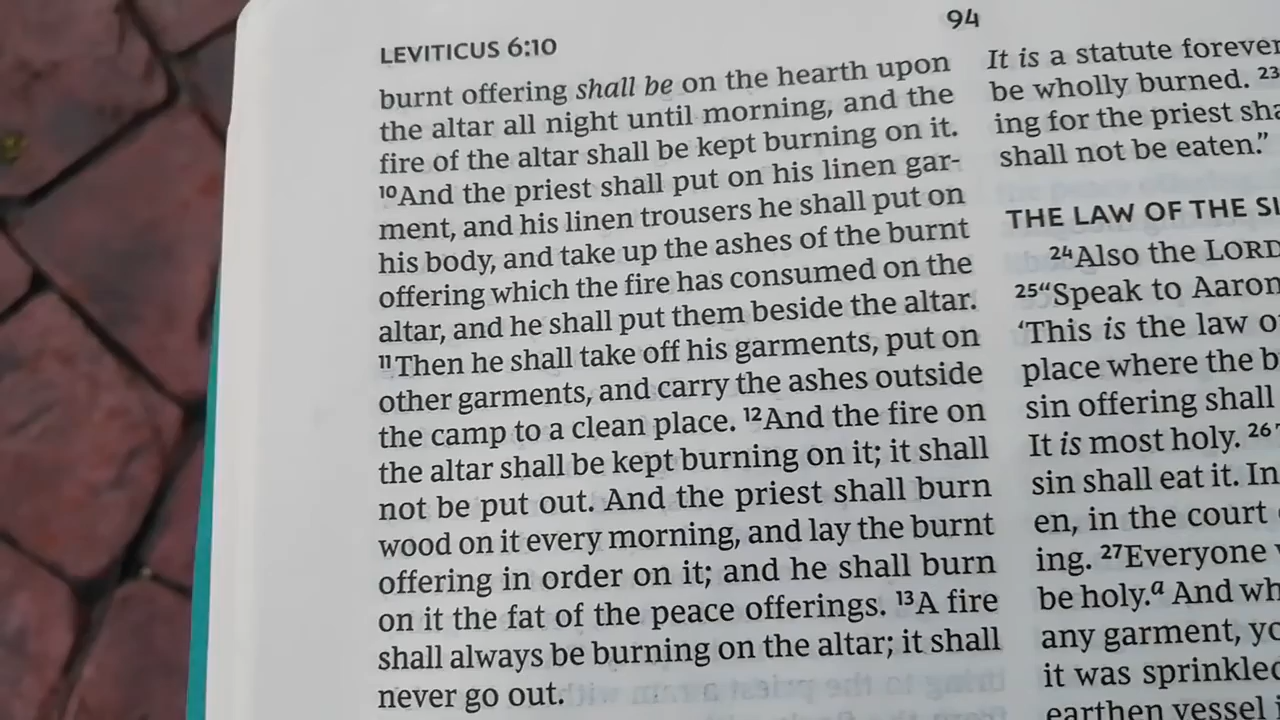 LEVITICUS 6:10
94
burnt offering shall be on the hearth upon
the altar all night until morning, and the
fire of the altar shall be kept burning on it.
¹⁰And the priest shall put on his linen gar-
ment, and his linen trousers he shall put on
his body, and take up the ashes of the burnt
offering which the fire has consumed on the
altar, and he shall put them beside the altar.
¹¹Then he shall take off his garments, put on
other garments, and carry the ashes outside
the camp to a clean place. ¹²And the fire on
the altar shall be kept burning on it; it shall
not be put out. And the priest shall burn
wood on it every morning, and lay the burnt
offering in order on it; and he shall burn
on it the fat of the peace offerings. ¹³A fire
shall always be burning on the altar; it shall
never go out.
It is a statute forever
be wholly burned. ²³
ing for the priest sha
shall not be eaten.”
THE LAW OF THE SI
²⁴Also the LORD
²⁵“Speak to Aaron
‘This is the law o
place where the b
sin offering shall
It is most holy. ²⁶
sin shall eat it. In
en, in the court
ing. ²⁷Everyone
be holy.ᵃ And wh
any garment, yo
it was sprinkled
earthen vessel